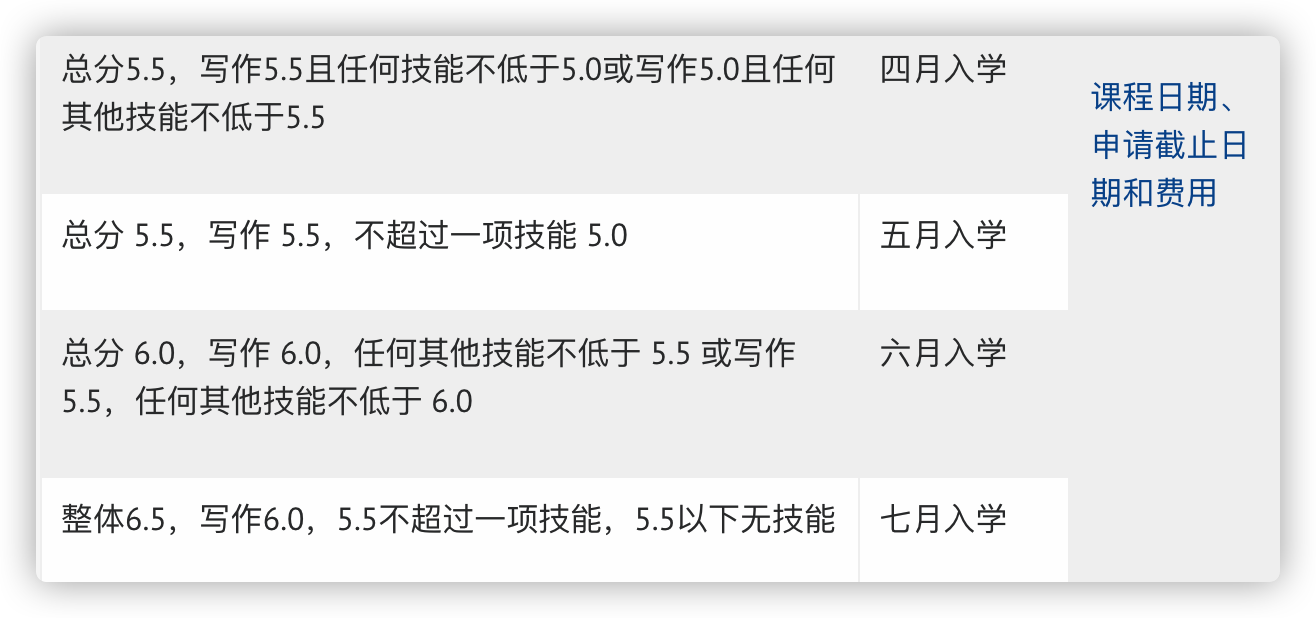 总分5.5，写作5.5且任何技能不低于5.0或写作5.0且任何
其他技能不低于5.5
四月入学
课程日期、
申请截止日
期和费用
总分 5.5，写作 5.5，不超过一项技能 5.0
五月入学
总分 6.0，写作 6.0，任何其他技能不低于 5.5 或写作
5.5，任何其他技能不低于 6.0
六月入学
整体6.5，写作6.0，5.5不超过一项技能，5.5以下无技能
七月入学